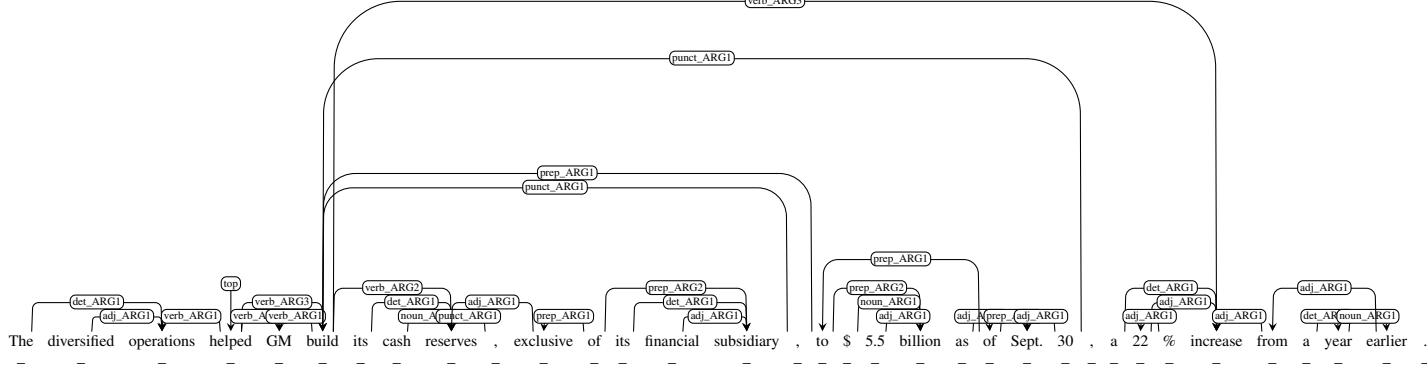 verb_ARG3
punct_ARG1
prep_ARG1
punct_ARG1
prep_ARG1
top
verb_ARG2 prep_ARG2 prep_ARG2 det_ARG1 adj_ARG1
det_ARG1 verb_ARG3 det_ARG1 adj_ARG1 det_ARG1 noun_ARG1 adj_ARG1
adj_ARG1 verb_ARG1 verb_ARG1 punct_ARG1 prep_ARG1 adj_ARG1 adj_ARG1 adj_ARG1 adj_ARG1 adj_ARG1 noun_ARG1
The diversified operations helped GM build its cash reserves , exclusive of its financial subsidiary , to $ 5.5 billion as of Sept. 30 , a 22 % increase from a year earlier .
_ _ _ _ _ _ _ _ _ _ _ _ _ _ _ _ _ _ _ _ _ _ _ _ _ _ _ _ _ _ _ _ _ _